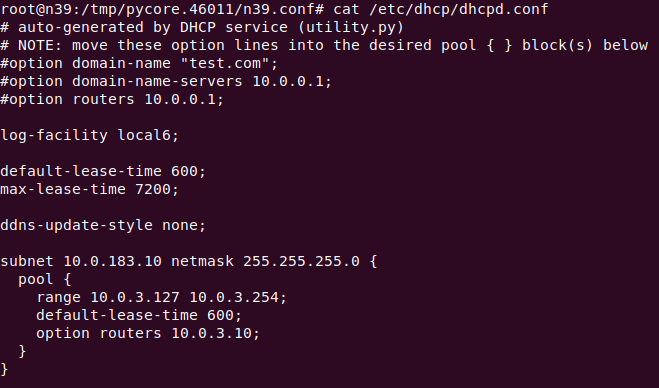 root@n39:/tmp/pycore.46011/n39.conf# cat /etc/dhcp/dhcpd.conf
# auto-generated by DHCP service (utility.py)
# NOTE: move these option lines into the desired pool { } block(s) below
#option domain-name "test.com";
#option domain-name-servers 10.0.0.1;
#option routers 10.0.0.1;

log-facility local6;

default-lease-time 600;
max-lease-time 7200;

ddns-update-style none;

subnet 10.0.183.10 netmask 255.255.255.0 {
  pool {
    range 10.0.3.127 10.0.3.254;
    default-lease-time 600;
    option routers 10.0.3.10;
  }
}